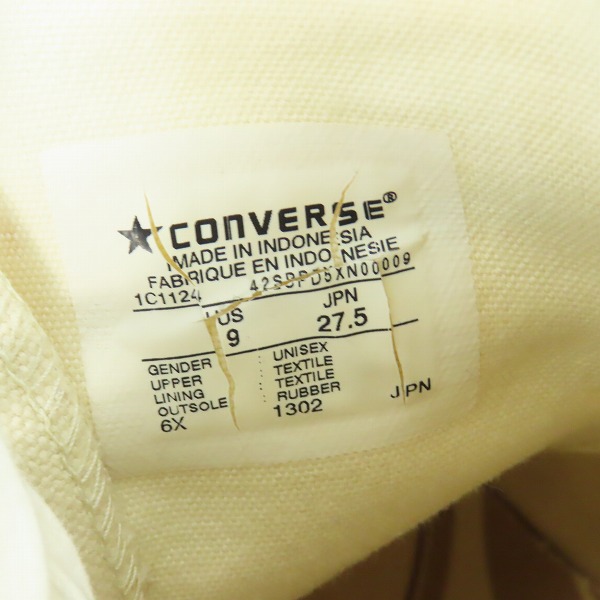 CONVERSE®
MADE IN INDONESIA
FABRIQUE EN INDONESIE
1C1124
US JPN
9 27.5
GENDER UNISEX
UPPER TEXTILE
LINING TEXTILE
OUTSOLE RUBBER
6X 1302 JPN